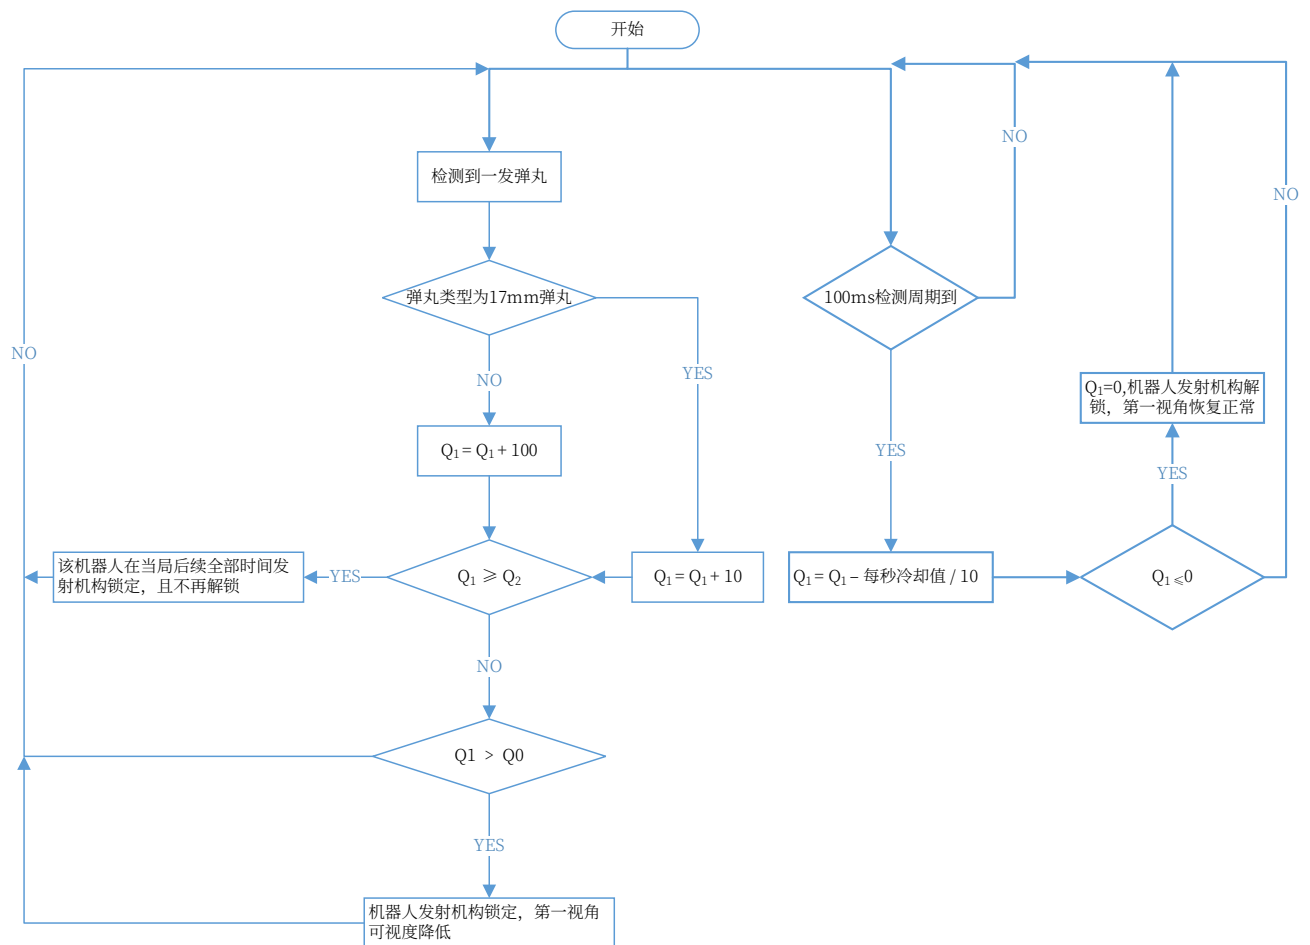 开始
NO
检测到一发弹丸
NO
弹丸类型为17mm弹丸
100ms检测周期到
NO
NO
YES
Q₁=0,机器人发射机构解
锁，第一视角恢复正常
Q₁ = Q₁ + 100
YES
YES
该机器人在当局后续全部时间发
射机构锁定，且不再解锁
YES
Q₁ ⩾ Q₂
Q₁ = Q₁ + 10
Q₁ = Q₁ – 每秒冷却值 / 10
Q₁ ⩽0
NO
Q1 > Q0
YES
机器人发射机构锁定，第一视角
可视度降低